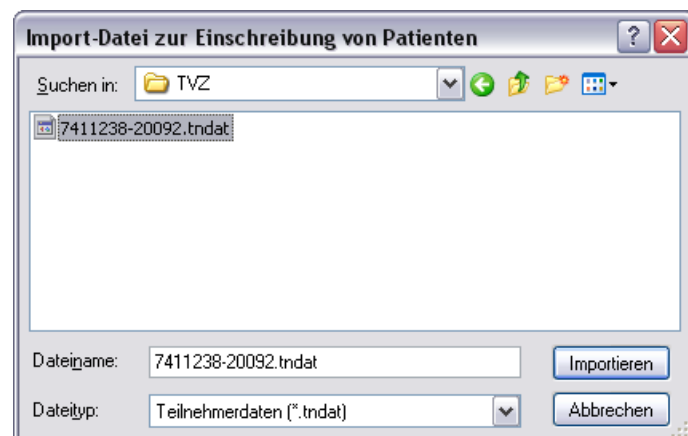 Import-Datei zur Einschreibung von Patienten
Suchen in: TVZ
7411238-20092.tndat
Dateiname: 7411238-20092.tndat Importieren
Dateityp: Teilnehmerdaten (*.tndat) Abbrechen